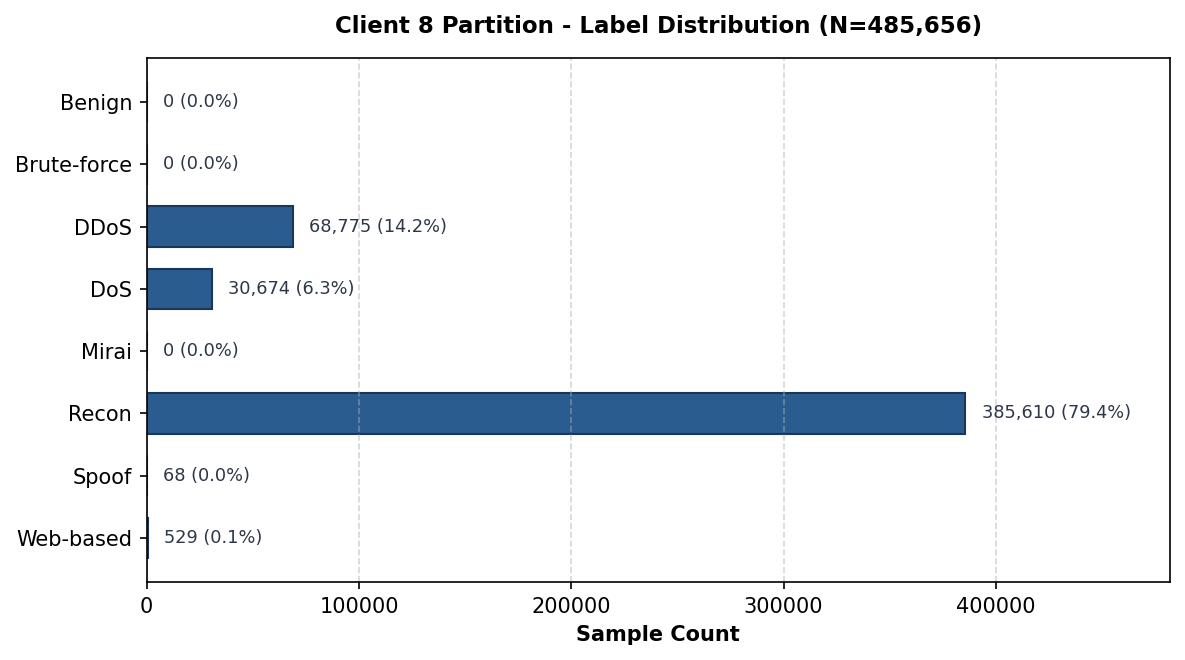 Client 8 Partition - Label Distribution (N=485,656)
Benign 0 (0.0%)
Brute-force 0 (0.0%)
DDoS 68,775 (14.2%)
DoS 30,674 (6.3%)
Mirai 0 (0.0%)
Recon 385,610 (79.4%)
Spoof 68 (0.0%)
Web-based 529 (0.1%)
0 100000 200000 300000 400000
Sample Count